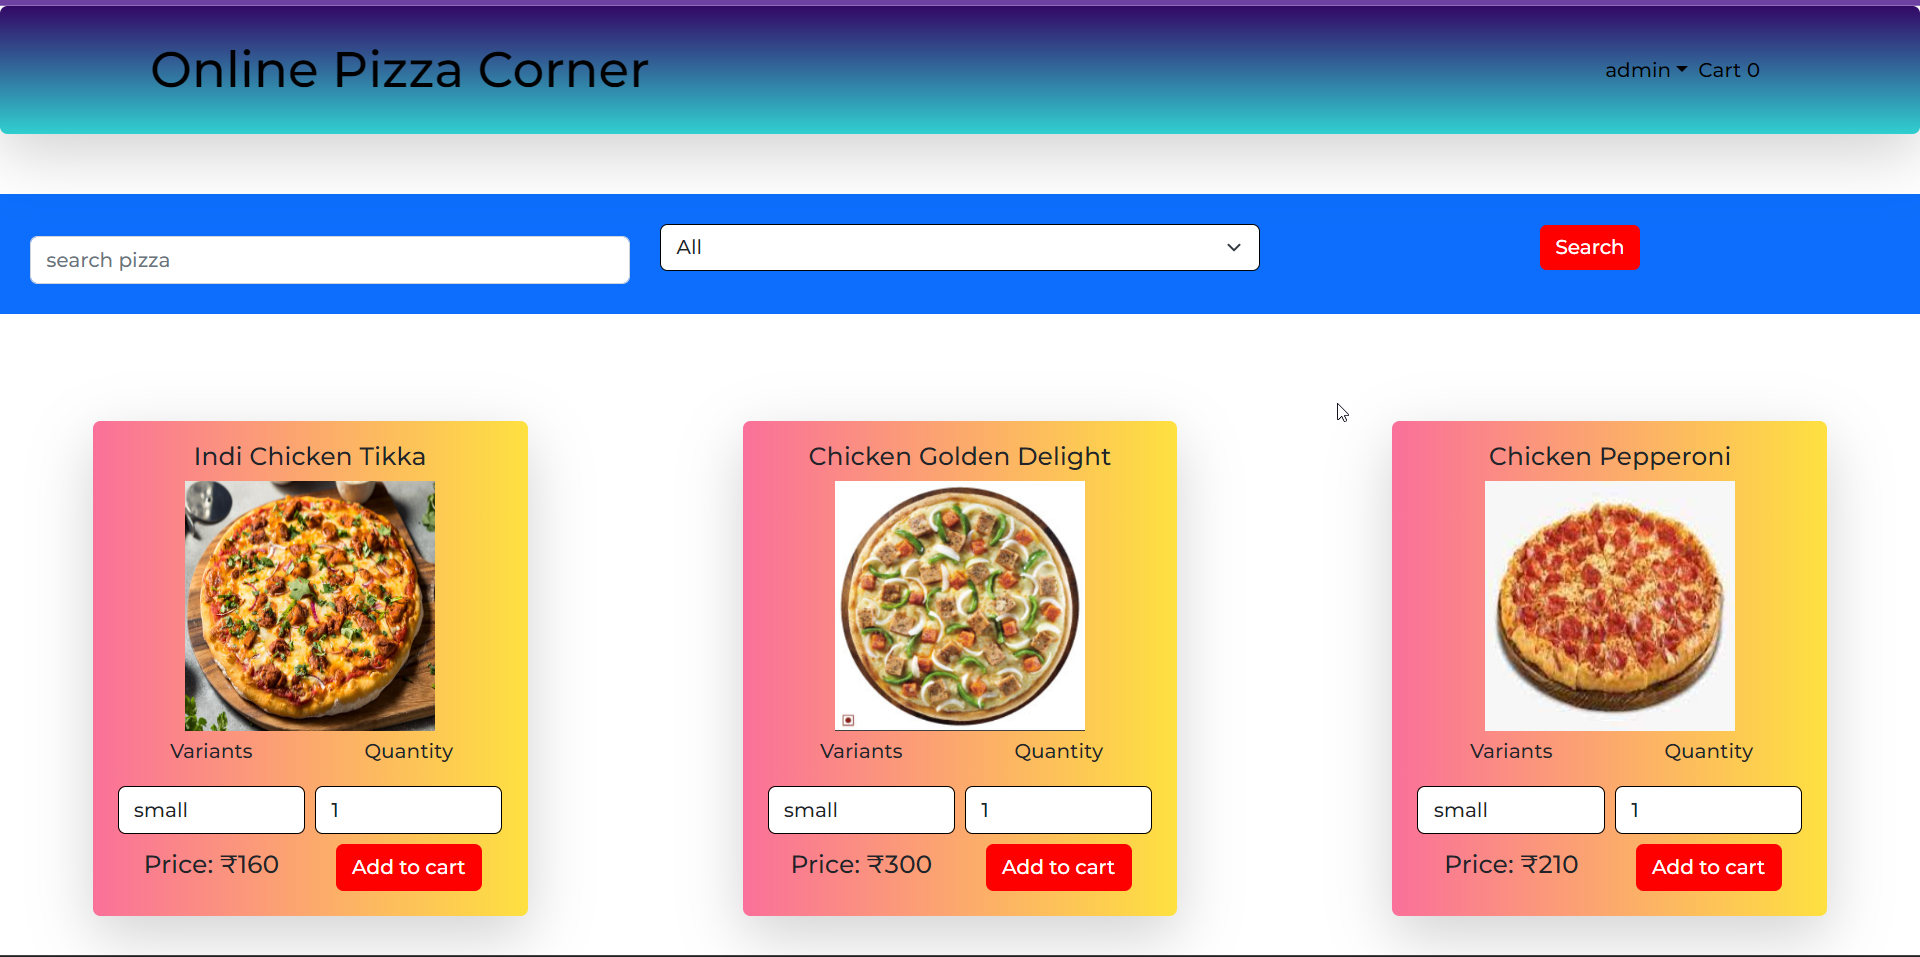 Online Pizza Corner
admin Cart 0
search pizza
All
Search
Indi Chicken Tikka
Variants Quantity
small 1
Price: ₹160 Add to cart
Chicken Golden Delight
Variants Quantity
small 1
Price: ₹300 Add to cart
Chicken Pepperoni
Variants Quantity
small 1
Price: ₹210 Add to cart